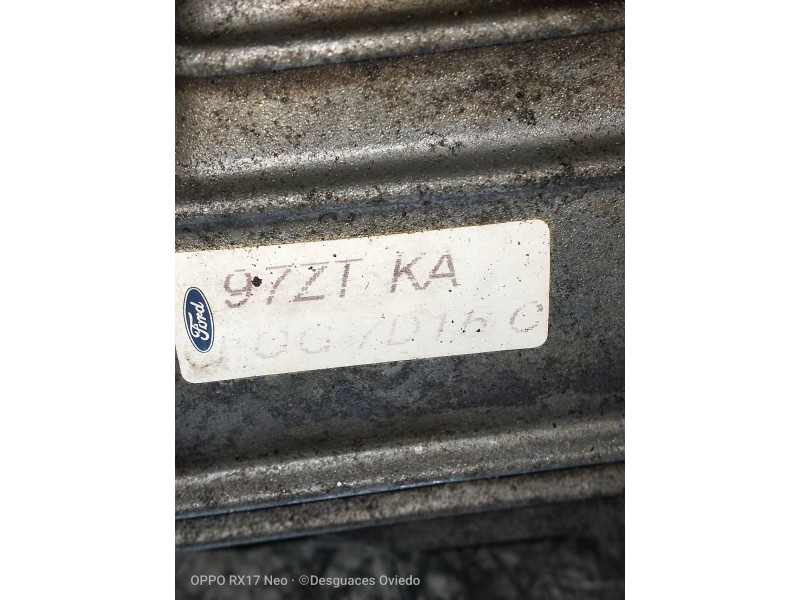 97ZT KA
Ford
OPPO RX17 Neo · ©Desguaces Oviedo